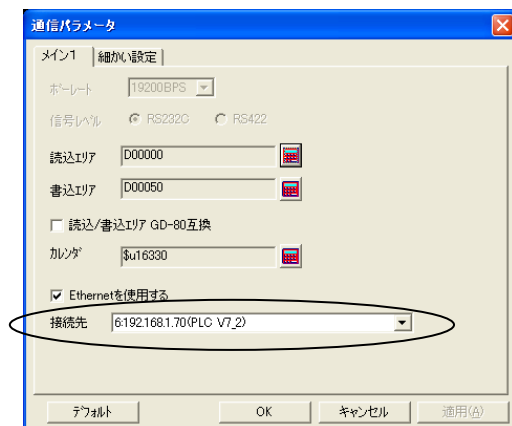 通信パラメータ
メイン1 細かい設定
ボーレート 19200BPS
信号レベル RS232C RS422
読込エリア D00000
書込エリア D00050
読込/書込エリア GD-80互換
カレンダ $u16330
Ethernetを使用する
接続先 6:192.168.1.70(PLC V7_2)
デフォルト OK キャンセル 適用(A)